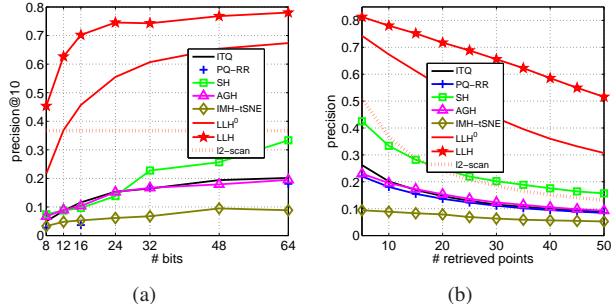 0.8
0.7
0.6
0.5
0.4
0.3
0.2
0.1
0
precision@10
8 12 16 24 32 48 64
# bits
ITQ
PQ−RR
SH
AGH
IMH−tSNE
LLH⁰
LLH
l2−scan
(a)
0.8
0.7
0.6
0.5
0.4
0.3
0.2
0.1
0
precision
10 20 30 40 50
# retrieved points
ITQ
PQ−RR
SH
AGH
IMH−tSNE
LLH⁰
LLH
l2−scan
(b)